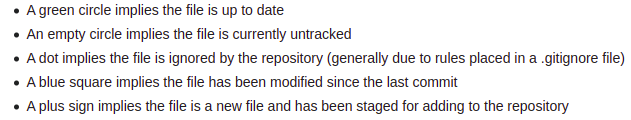 • A green circle implies the file is up to date
• An empty circle implies the file is currently untracked
• A dot implies the file is ignored by the repository (generally due to rules placed in a .gitignore file)
• A blue square implies the file has been modified since the last commit
• A plus sign implies the file is a new file and has been staged for adding to the repository